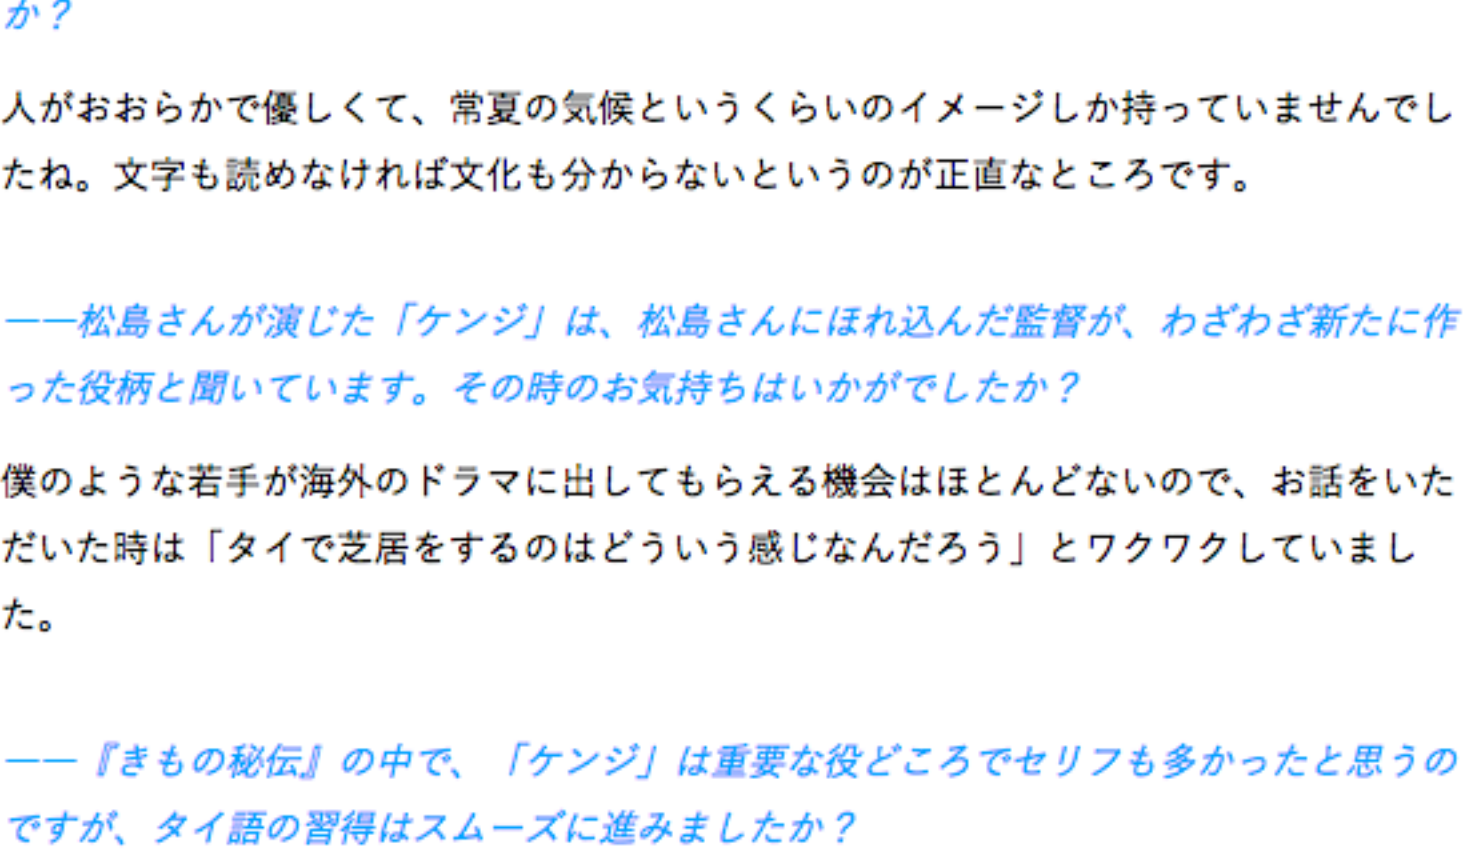 か？
人がおおらかで優しくて、常夏の気候というくらいのイメージしか持っていませんでし
たね。文字も読めなければ文化も分からないというのが正直なところです。
——松島さんが演じた「ケンジ」は、松島さんにほれ込んだ監督が、わざわざ新たに作
った役柄と聞いています。その時のお気持ちはいかがでしたか？
僕のような若手が海外のドラマに出してもらえる機会はほとんどないので、お話をいた
だいた時は「タイで芝居をするのはどういう感じなんだろう」とワクワクしていまし
た。
——『きもの秘伝』の中で、「ケンジ」は重要な役どころでセリフも多かったと思うの
ですが、タイ語の習得はスムーズに進みましたか？